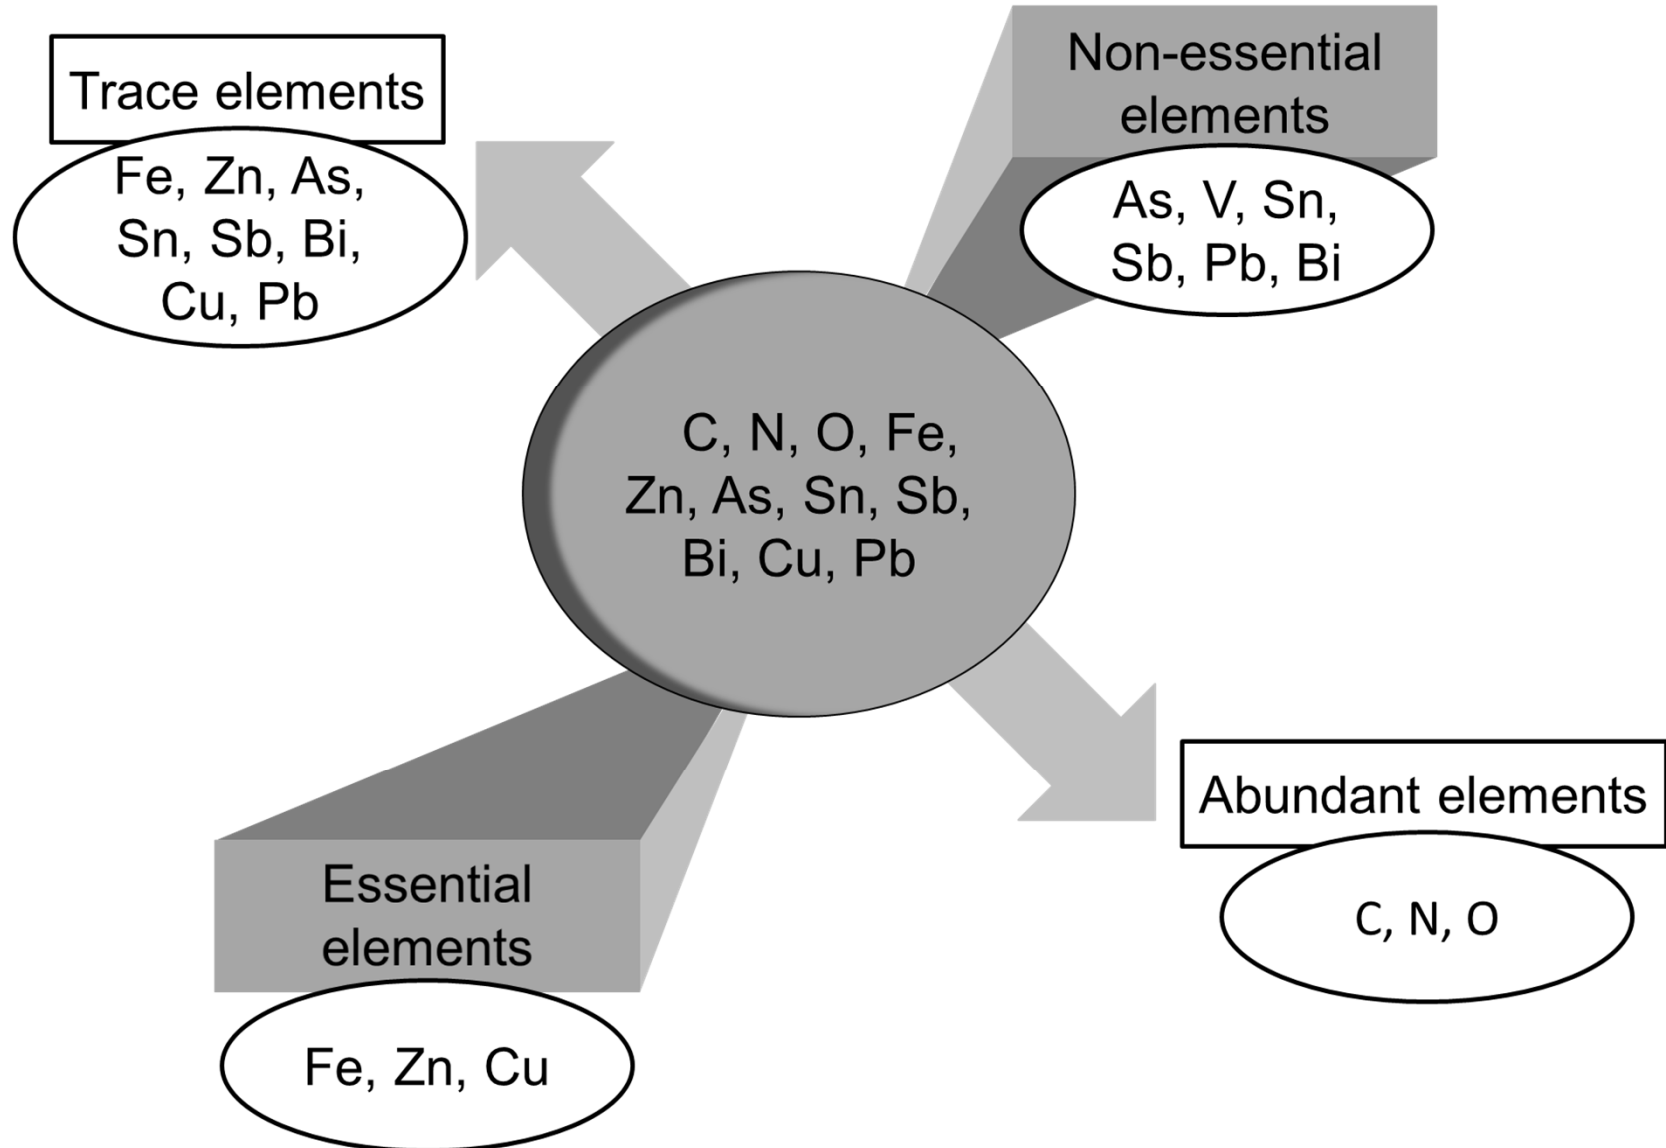 Trace elements
Fe, Zn, As,
Sn, Sb, Bi,
Cu, Pb
Non-essential
elements
As, V, Sn,
Sb, Pb, Bi
C, N, O, Fe,
Zn, As, Sn, Sb,
Bi, Cu, Pb
Essential
elements
Fe, Zn, Cu
Abundant elements
C, N, O